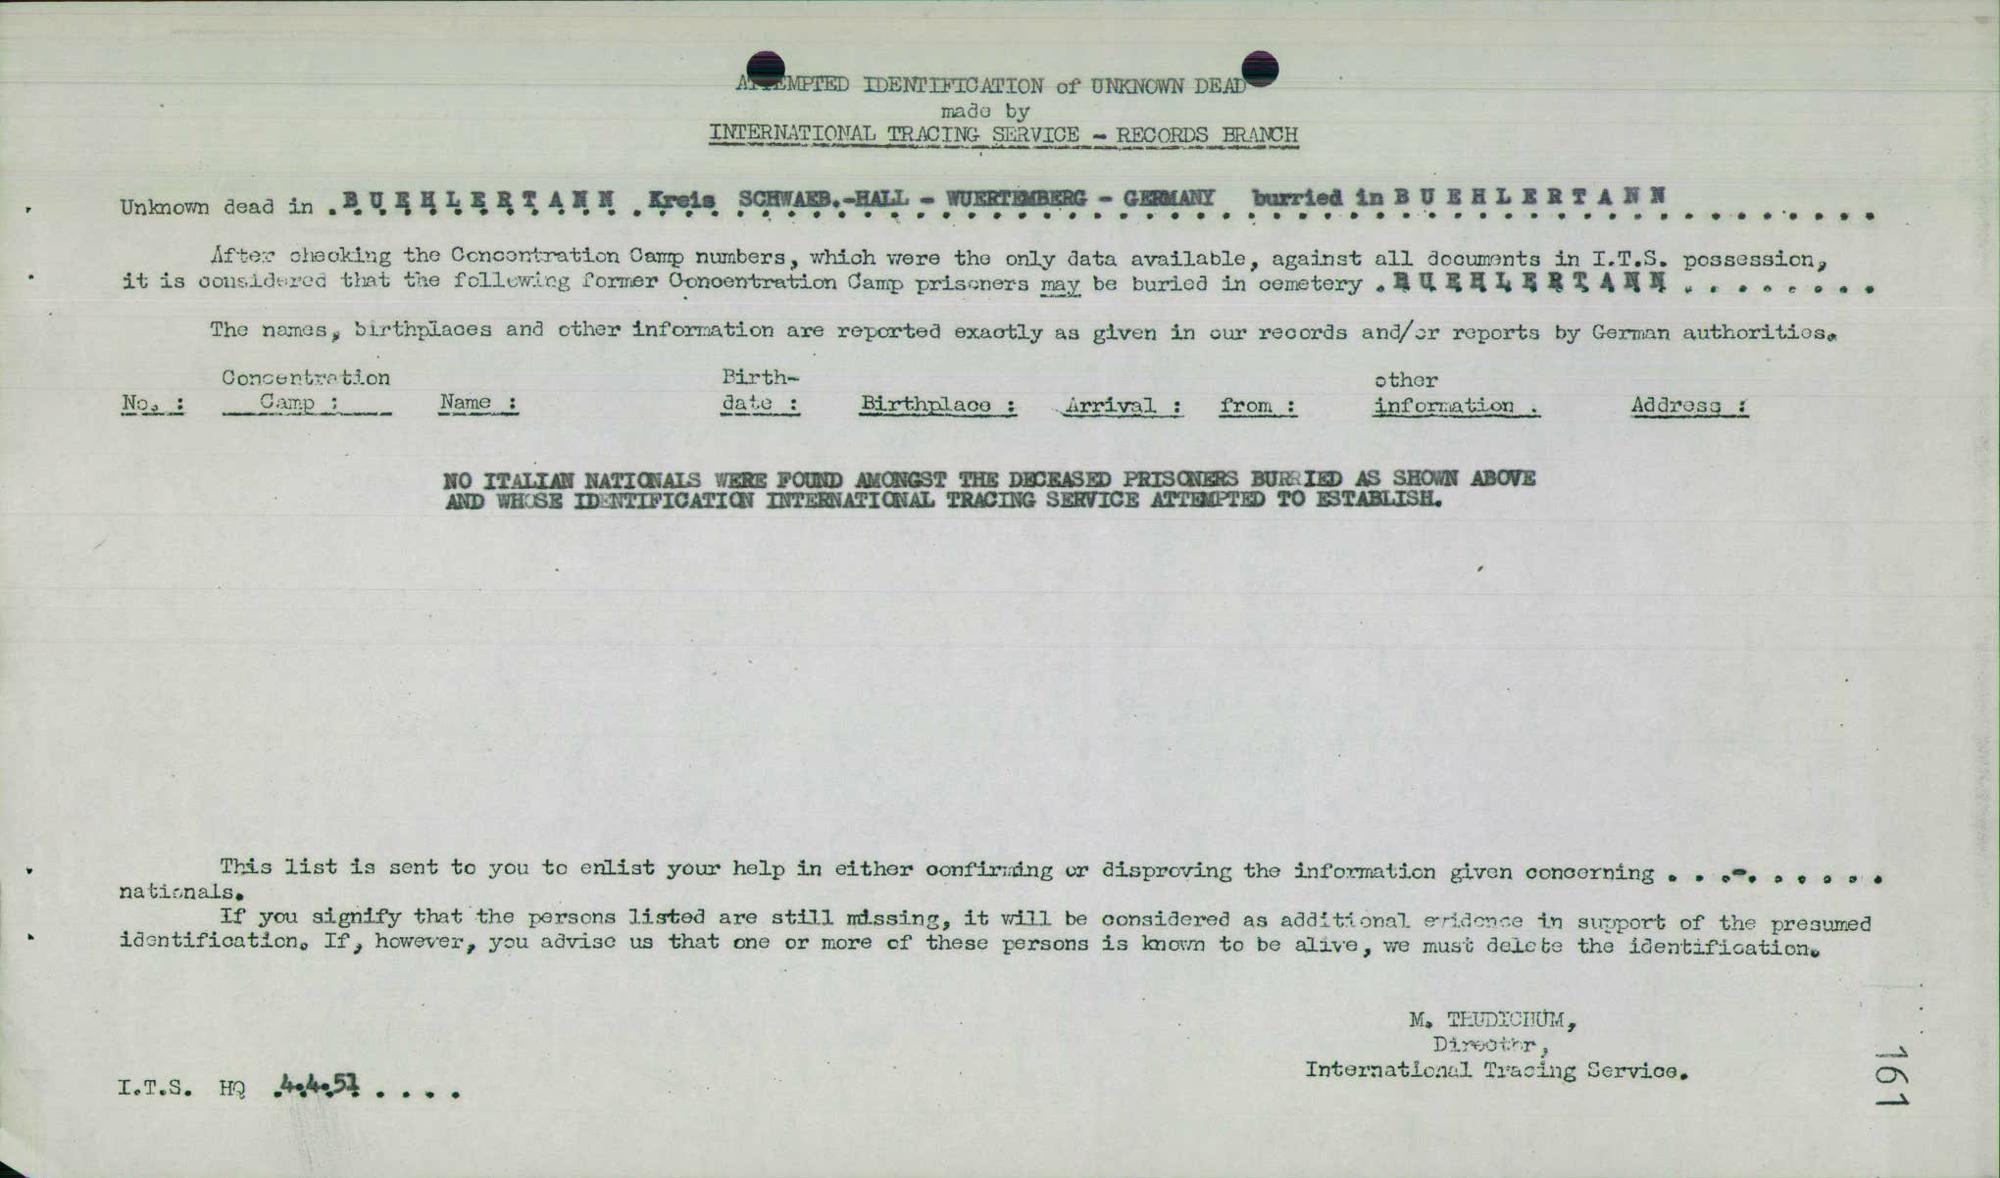 ATTEMPTED IDENTIFICATION of UNKNOWN DEAD
made by
INTERNATIONAL TRACING SERVICE - RECORDS BRANCH
Unknown dead in . B U E H L E R T A N N . Kreis SCHWAEB.-HALL - WUERTEMBERG - GERMANY burried in B U E H L E R T A N N . . . . . . . .
After checking the Concentration Camp numbers, which were the only data available, against all documents in I.T.S. possession,
it is considered that the following former Concentration Camp prisoners may be buried in cemetery . B U E H L E R T A N N . . . . . . . .
The names, birthplaces and other information are reported exactly as given in our records and/or reports by German authorities.
No. : Concentration Camp : Name : Birth- date : Birthplace : Arrival : from : other information : Address :
NO ITALIAN NATIONALS WERE FOUND AMONGST THE DECEASED PRISONERS BURRIED AS SHOWN ABOVE
AND WHOSE IDENTIFICATION INTERNATIONAL TRACING SERVICE ATTEMPTED TO ESTABLISH.
This list is sent to you to enlist your help in either confirming or disproving the information given concerning . . .-. . . . . .
nationals.
If you signify that the persons listed are still missing, it will be considered as additional evidence in support of the presumed
identification. If, however, you advise us that one or more of these persons is known to be alive, we must delete the identification.
M. THUDICHUM,
Director,
International Tracing Service.
I.T.S. HQ 4.4.51 . . . .
161